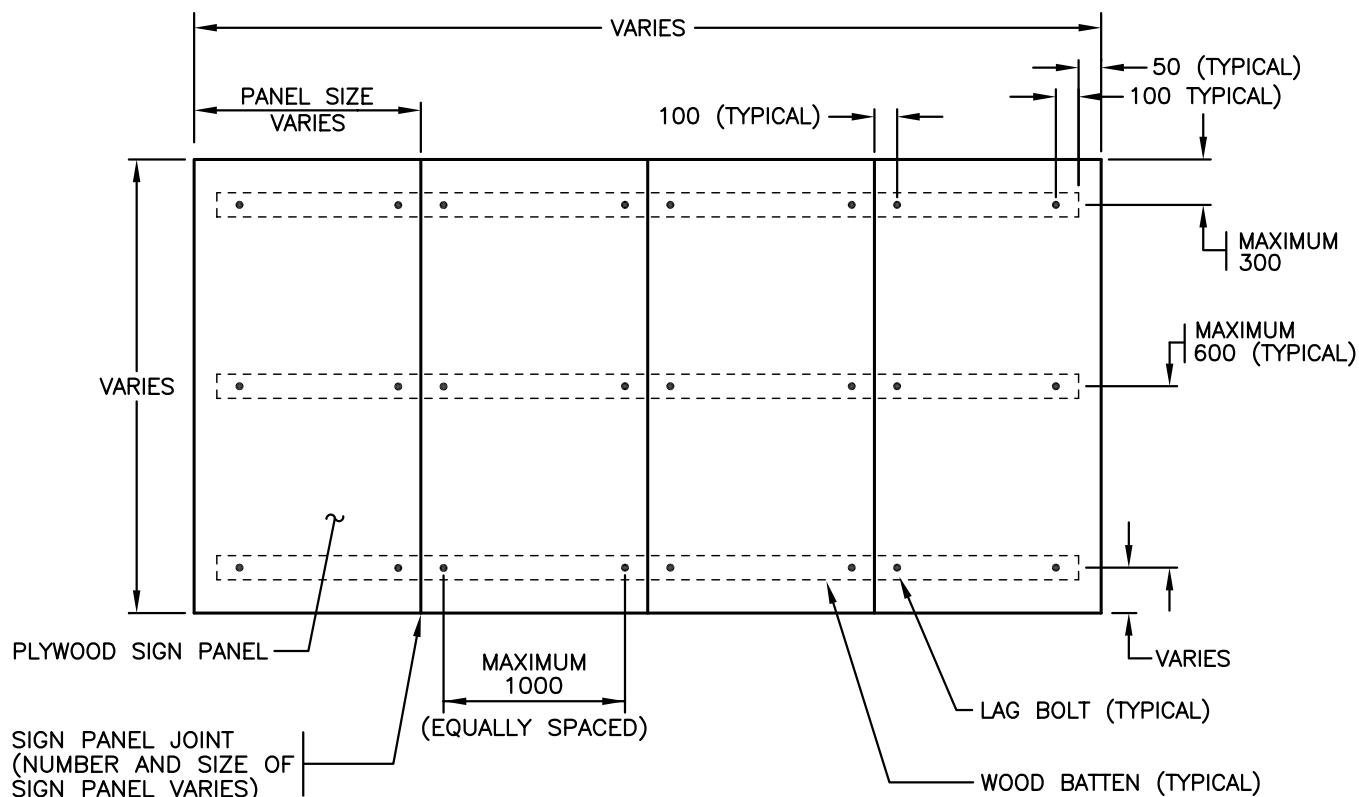 VARIES
50 (TYPICAL)
PANEL SIZE
VARIES
100 TYPICAL)
100 (TYPICAL)
MAXIMUM
300
MAXIMUM
600 (TYPICAL)
VARIES
PLYWOOD SIGN PANEL
MAXIMUM
1000
(EQUALLY SPACED)
VARIES
LAG BOLT (TYPICAL)
SIGN PANEL JOINT
(NUMBER AND SIZE OF
SIGN PANEL VARIES)
WOOD BATTEN (TYPICAL)